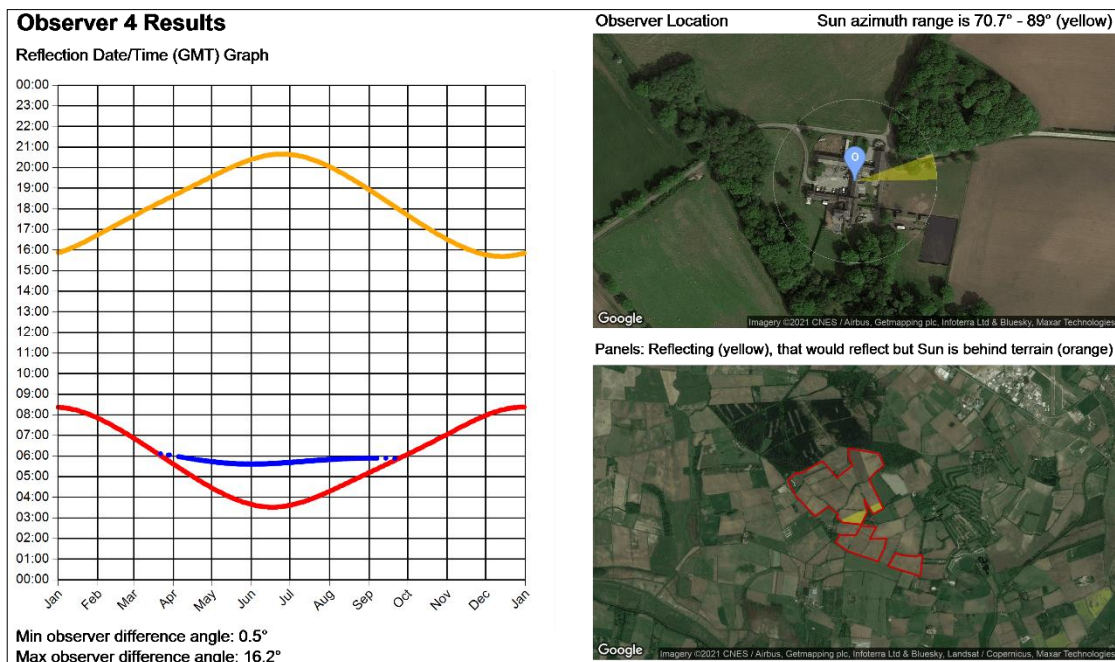 Observer 4 Results
Reflection Date/Time (GMT) Graph
00:00
23:00
22:00
21:00
20:00
19:00
18:00
17:00
16:00
15:00
14:00
13:00
12:00
11:00
10:00
09:00
08:00
07:00
06:00
05:00
04:00
03:00
02:00
01:00
00:00
Jan
Feb
Mar
Apr
May
Jun
Jul
Aug
Sep
Oct
Nov
Dec
Jan
Min observer difference angle: 0.5°
Max observer difference angle: 16.2°
Observer Location
Sun azimuth range is 70.7° - 89° (yellow)
O
Google
Imagery ©2021 CNES / Airbus, Getmapping plc, Infoterra Ltd & Bluesky, Maxar Technologies
Panels: Reflecting (yellow), that would reflect but Sun is behind terrain (orange)
Google
Imagery ©2021 CNES / Airbus, Getmapping plc, Infoterra Ltd & Bluesky, Landsat / Copernicus, Maxar Technologies